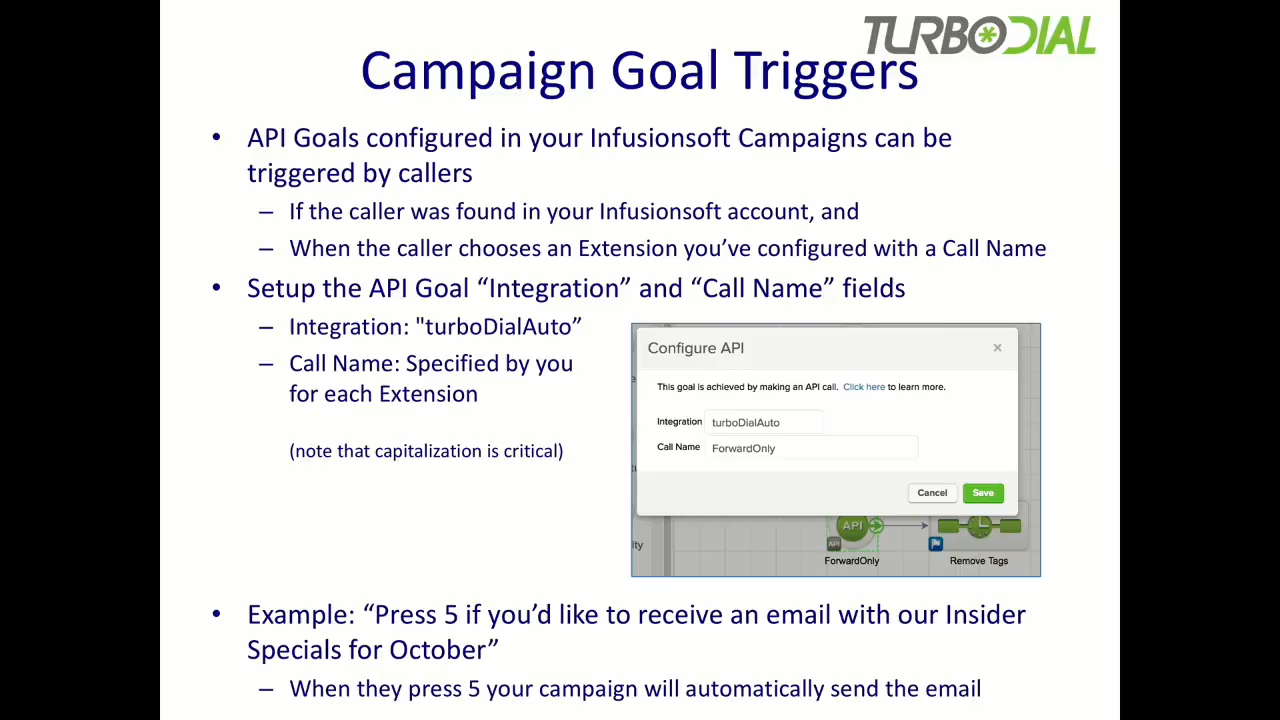 TURBODIAL
Campaign Goal Triggers
• API Goals configured in your Infusionsoft Campaigns can be
triggered by callers
– If the caller was found in your Infusionsoft account, and
– When the caller chooses an Extension you’ve configured with a Call Name
• Setup the API Goal “Integration” and “Call Name” fields
– Integration: "turboDialAuto”
– Call Name: Specified by you
for each Extension
(note that capitalization is critical)
Configure API ×
This goal is achieved by making an API call. Click here to learn more.
Integration turboDialAuto
Call Name ForwardOnly
Cancel Save
API
API
ity
ForwardOnly Remove Tags
• Example: “Press 5 if you’d like to receive an email with our Insider
Specials for October”
– When they press 5 your campaign will automatically send the email